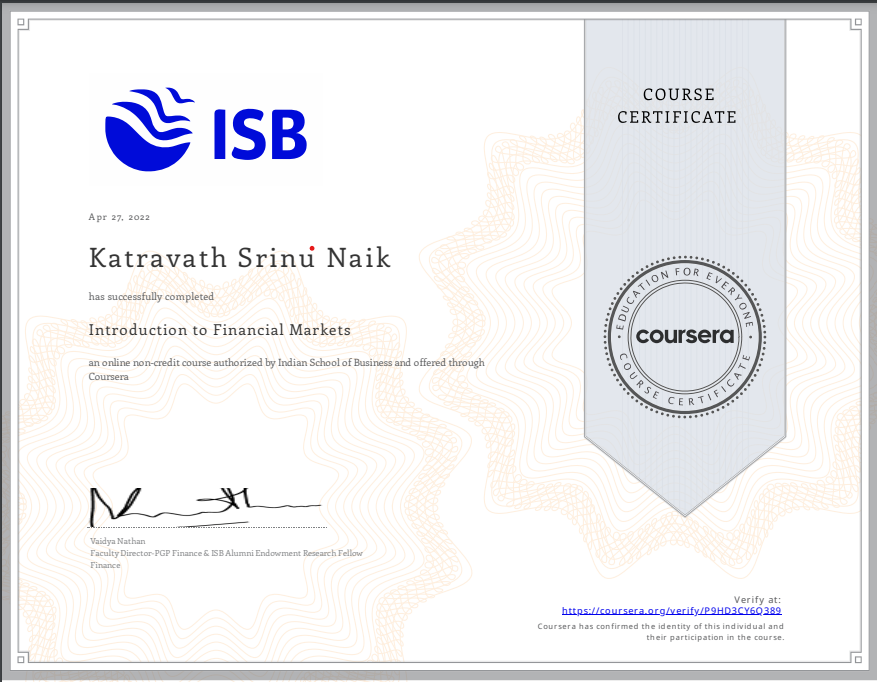 ISB
COURSE
CERTIFICATE
Apr 27, 2022
Katravath Srinu Naik
has successfully completed
Introduction to Financial Markets
an online non-credit course authorized by Indian School of Business and offered through
Coursera
EDUCATION FOR EVERYONE
coursera
COURSE CERTIFICATE
Vaidya Nathan
Faculty Director-PGP Finance & ISB Alumni Endowment Research Fellow
Finance
Verify at:
https://coursera.org/verify/P9HD3CY6Q389
Coursera has confirmed the identity of this individual and
their participation in the course.